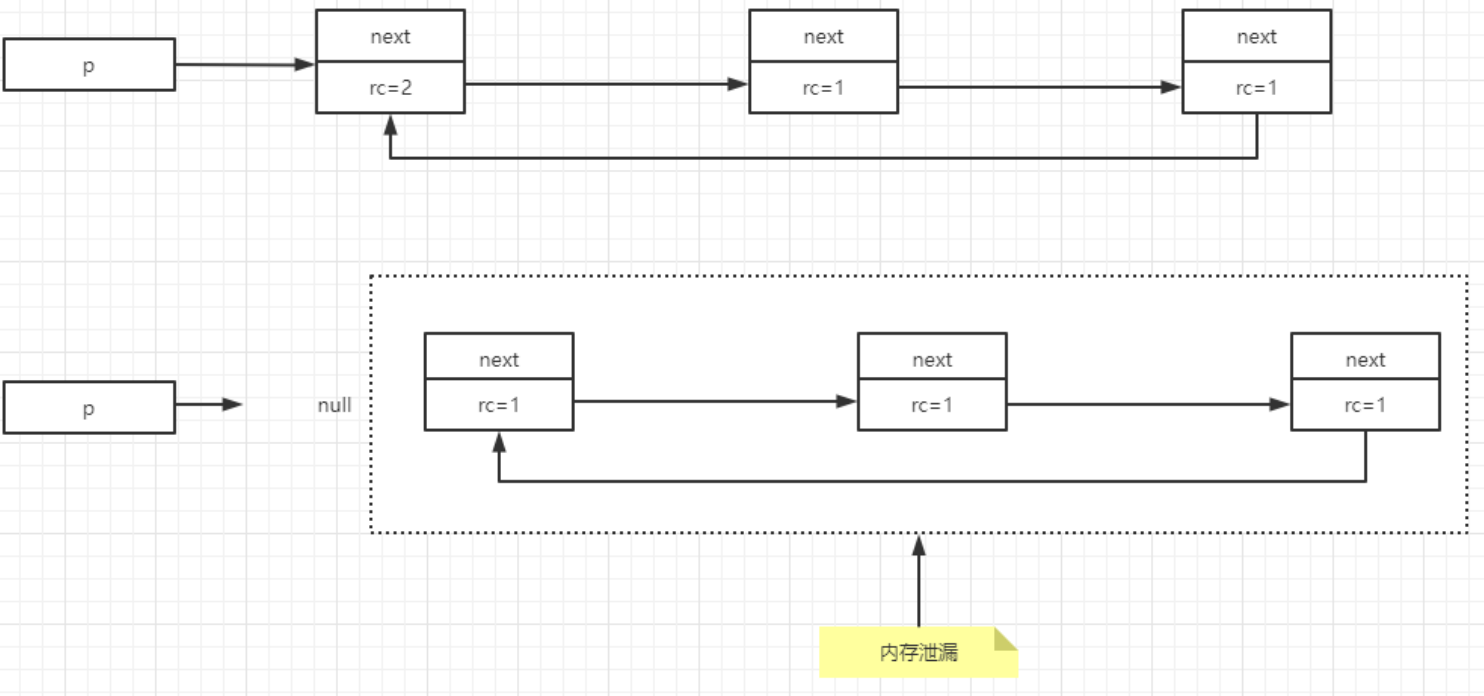 p
next
rc=2
next
rc=1
next
rc=1
p
null
next
rc=1
next
rc=1
next
rc=1
内存泄漏